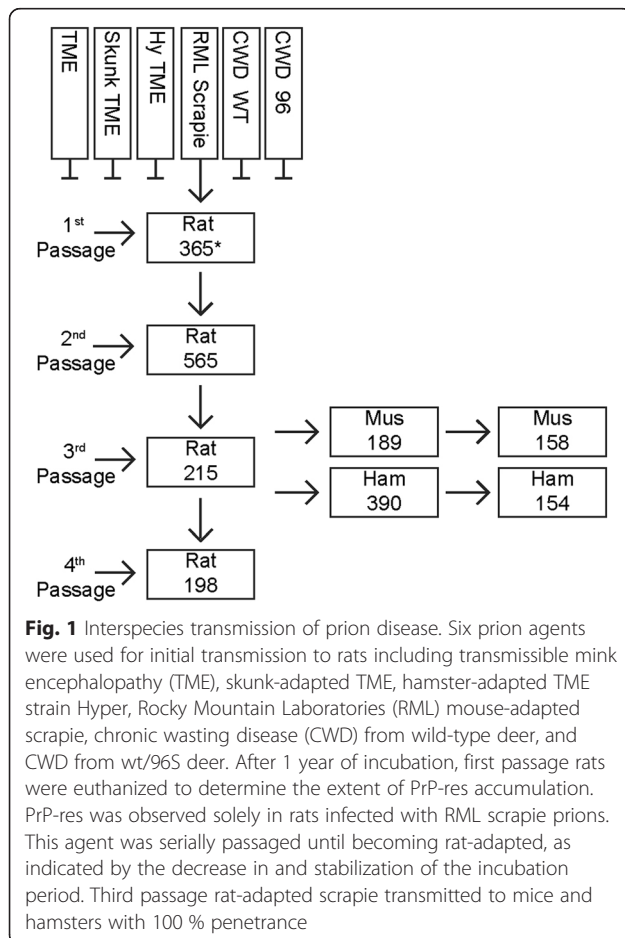 TME
Skunk TME
Hy TME
RML Scrapie
CWD WT
CWD 96
1st
Passage
Rat
365*
2nd
Passage
Rat
565
3rd
Passage
Rat
215
Mus
189
Mus
158
Ham
390
Ham
154
4th
Passage
Rat
198
Fig. 1 Interspecies transmission of prion disease. Six prion agents
were used for initial transmission to rats including transmissible mink
encephalopathy (TME), skunk-adapted TME, hamster-adapted TME
strain Hyper, Rocky Mountain Laboratories (RML) mouse-adapted
scrapie, chronic wasting disease (CWD) from wild-type deer, and
CWD from wt/96S deer. After 1 year of incubation, first passage rats
were euthanized to determine the extent of PrP-res accumulation.
PrP-res was observed solely in rats infected with RML scrapie prions.
This agent was serially passaged until becoming rat-adapted, as
indicated by the decrease in and stabilization of the incubation
period. Third passage rat-adapted scrapie transmitted to mice and
hamsters with 100 % penetrance